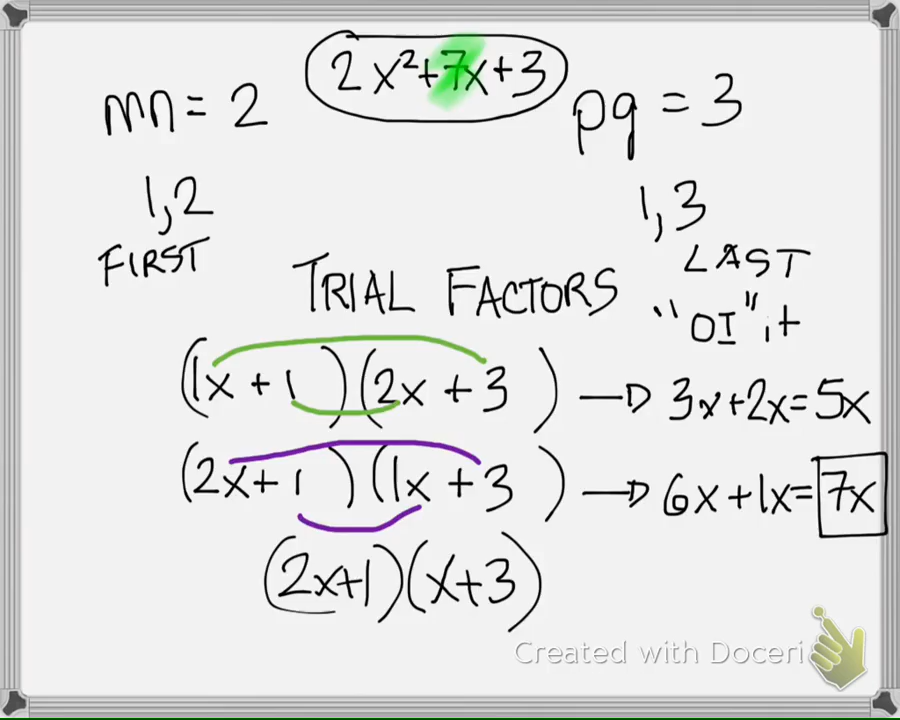 2x²+7x+3
mn = 2
pq = 3
1,2
1,3
FIRST
LAST
TRIAL FACTORS
"OI" it
(1x + 1 )(2x + 3 ) → 3x+2x=5x
(2x+1 )(1x+3 ) → 6x+1x=7x
(2x+1)(x+3)
Created with Doceri